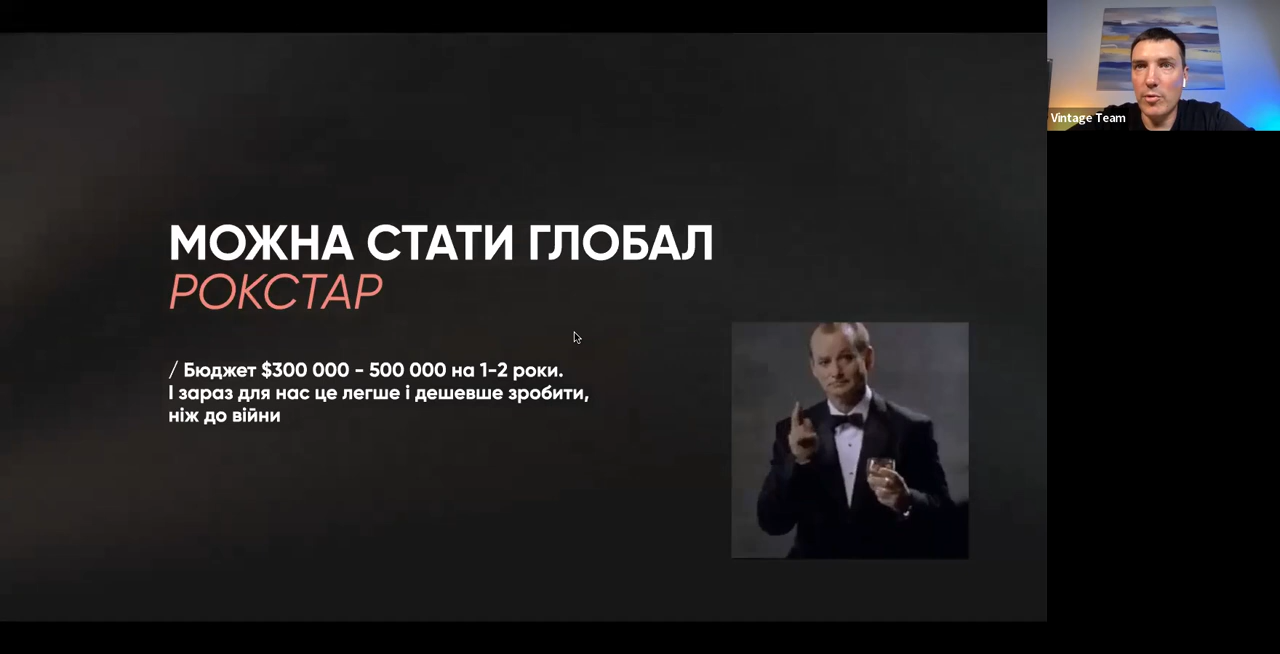 МОЖНА СТАТИ ГЛОБАЛ
РОКСТАР
/ Бюджет $300 000 - 500 000 на 1-2 роки.
І зараз для нас це легше і дешевше зробити,
ніж до війни
Vintage Team